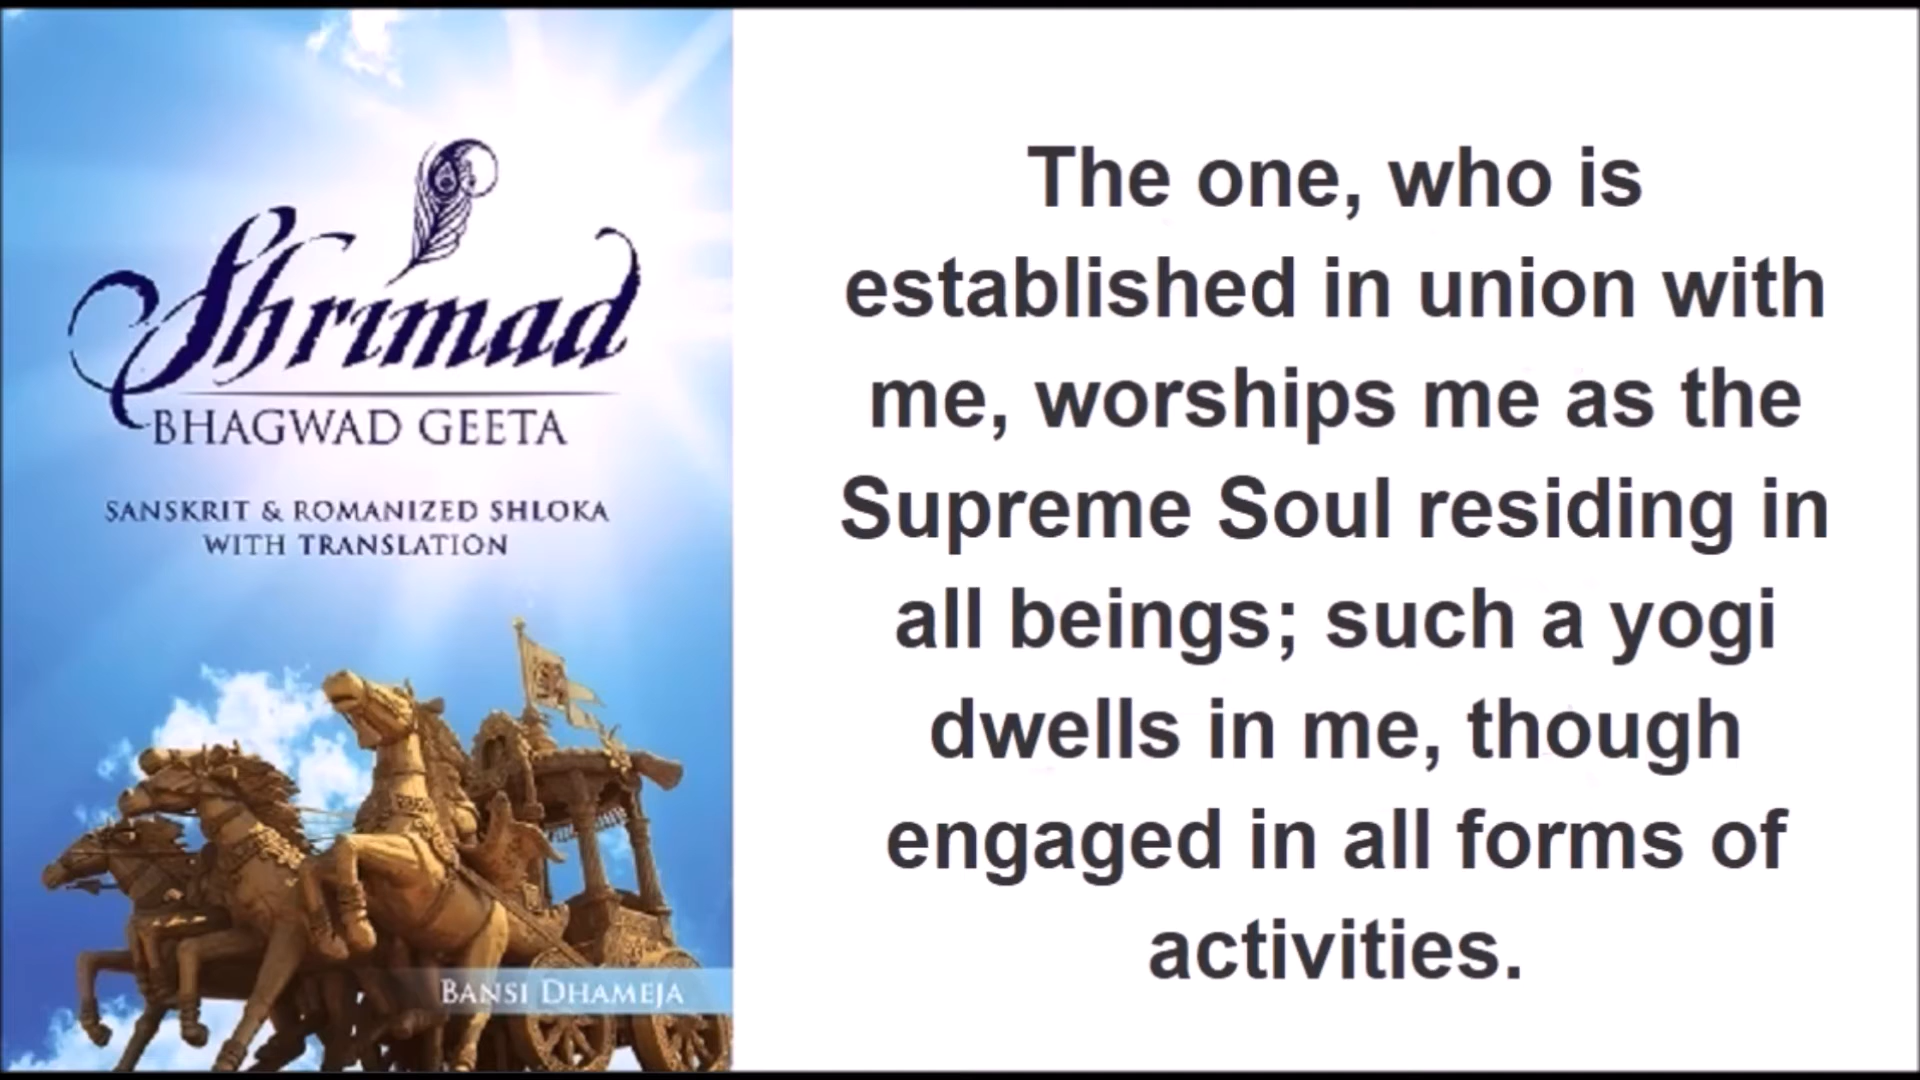 Shrimad
BHAGWAD GEETA
SANSKRIT & ROMANIZED SHLOKA
WITH TRANSLATION
BANSI DHAMEJA
The one, who is
established in union with
me, worships me as the
Supreme Soul residing in
all beings; such a yogi
dwells in me, though
engaged in all forms of
activities.